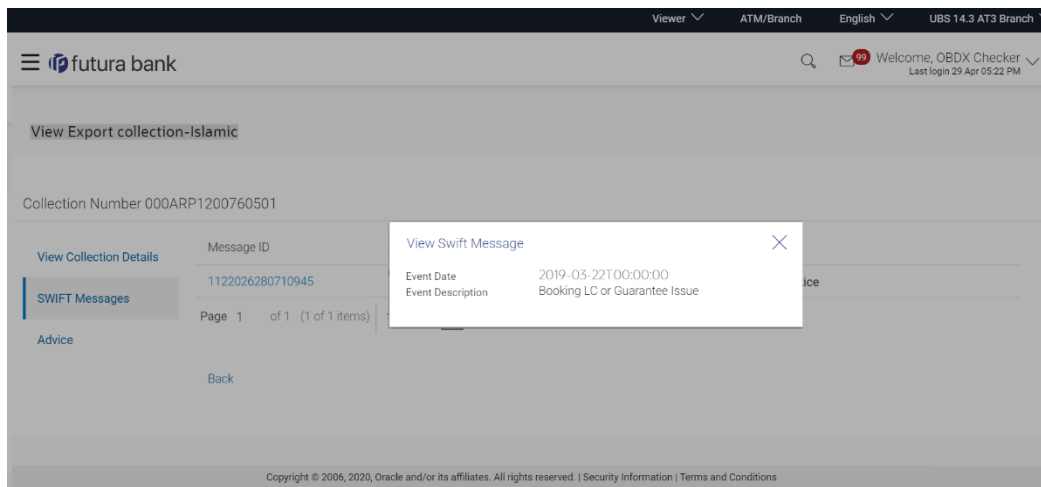 Viewer ATM/Branch English UBS 14.3 AT3 Branch
futura bank
99 Welcome, OBDX Checker
Last login 29 Apr 05:22 PM
View Export collection-Islamic
Collection Number 000ARP1200760501
View Collection Details
SWIFT Messages
Advice
Message ID
1122026280710945
Page 1 of 1 (1 of 1 items)
Back
View Swift Message
Event Date 2019-03-22T00:00:00
Event Description Booking LC or Guarantee Issue
Copyright © 2006, 2020, Oracle and/or its affiliates. All rights reserved. | Security Information | Terms and Conditions